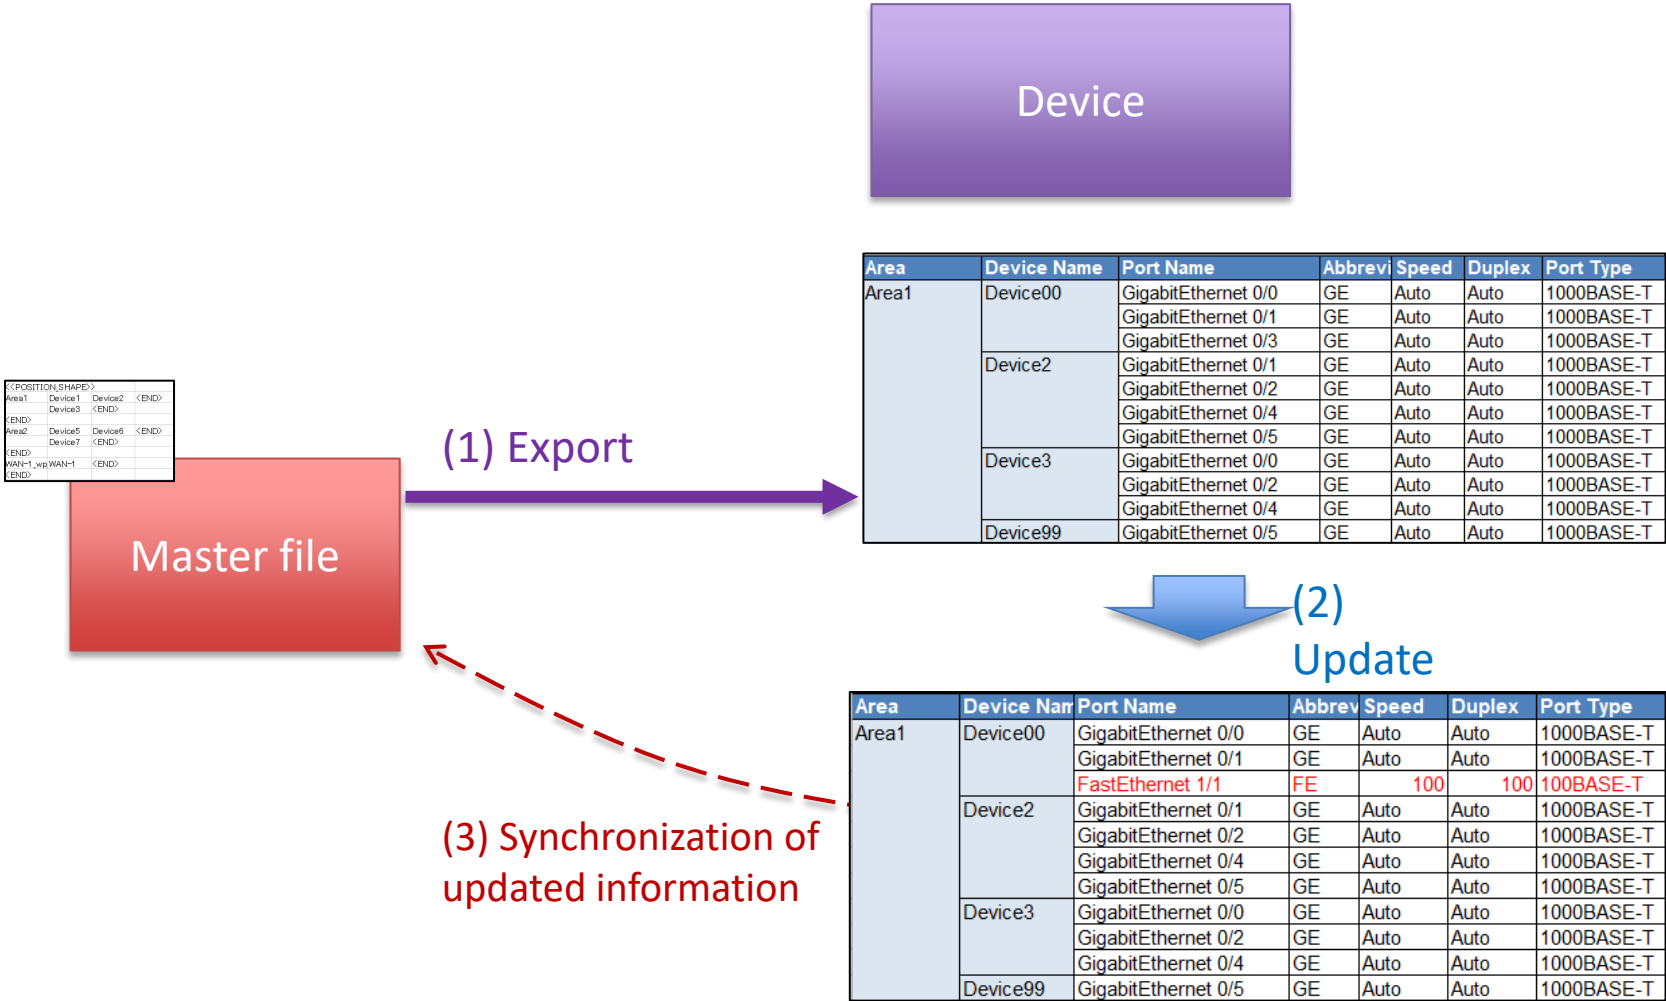 Device
Area Device Name Port Name Abbrevi Speed Duplex Port Type
Area1 Device00 GigabitEthernet 0/0 GE Auto Auto 1000BASE-T
GigabitEthernet 0/1 GE Auto Auto 1000BASE-T
GigabitEthernet 0/3 GE Auto Auto 1000BASE-T
Device2 GigabitEthernet 0/1 GE Auto Auto 1000BASE-T
GigabitEthernet 0/2 GE Auto Auto 1000BASE-T
GigabitEthernet 0/4 GE Auto Auto 1000BASE-T
GigabitEthernet 0/5 GE Auto Auto 1000BASE-T
Device3 GigabitEthernet 0/0 GE Auto Auto 1000BASE-T
GigabitEthernet 0/2 GE Auto Auto 1000BASE-T
GigabitEthernet 0/4 GE Auto Auto 1000BASE-T
Device99 GigabitEthernet 0/5 GE Auto Auto 1000BASE-T
<<POSITION_SHAPE>>
Area1 Device1 Device2 <END>
Device3 <END>
<END>
Area2 Device5 Device6 <END>
Device7 <END>
<END>
WAN-1_wp WAN-1 <END>
<END>
Master file
(1) Export
(2)
Update
(3) Synchronization of
updated information
Area Device Nam Port Name Abbrev Speed Duplex Port Type
Area1 Device00 GigabitEthernet 0/0 GE Auto Auto 1000BASE-T
GigabitEthernet 0/1 GE Auto Auto 1000BASE-T
FastEthernet 1/1 FE 100 100 100BASE-T
Device2 GigabitEthernet 0/1 GE Auto Auto 1000BASE-T
GigabitEthernet 0/2 GE Auto Auto 1000BASE-T
GigabitEthernet 0/4 GE Auto Auto 1000BASE-T
GigabitEthernet 0/5 GE Auto Auto 1000BASE-T
Device3 GigabitEthernet 0/0 GE Auto Auto 1000BASE-T
GigabitEthernet 0/2 GE Auto Auto 1000BASE-T
GigabitEthernet 0/4 GE Auto Auto 1000BASE-T
Device99 GigabitEthernet 0/5 GE Auto Auto 1000BASE-T